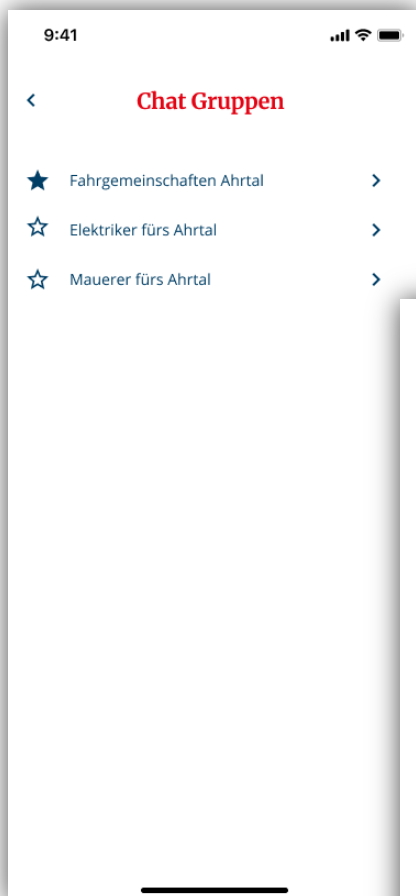 9:41
Chat Gruppen
Fahrgemeinschaften Ahrtal
Elektriker fürs Ahrtal
Mauerer fürs Ahrtal